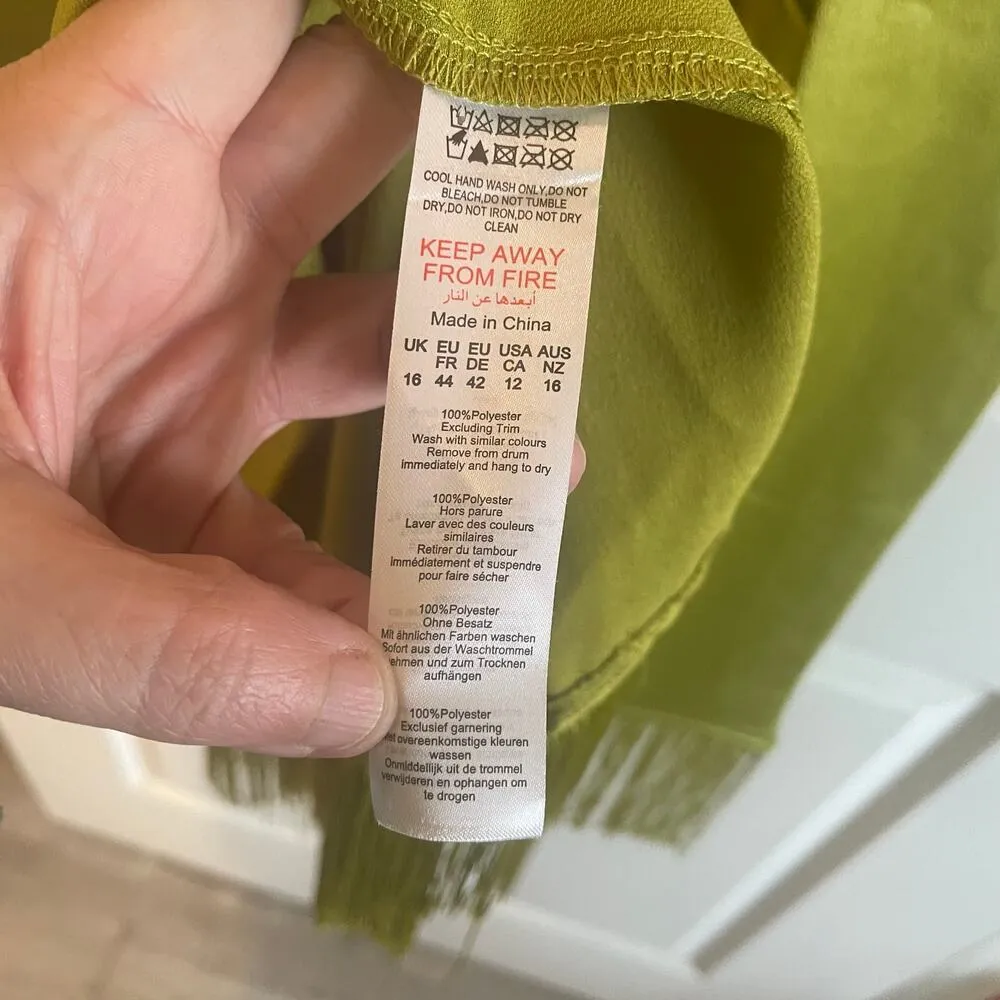 COOL HAND WASH ONLY,DO NOT
BLEACH,DO NOT TUMBLE
DRY,DO NOT IRON,DO NOT DRY
CLEAN
KEEP AWAY
FROM FIRE
أبعدها عن النار
Made in China
UK EU EU USA AUS
FR DE CA NZ
16 44 42 12 16
100%Polyester
Excluding Trim
Wash with similar colours
Remove from drum
immediately and hang to dry
100%Polyester
Hors parure
Laver avec des couleurs
similaires
Retirer du tambour
Immédiatement et suspendre
pour faire sécher
100%Polyester
Ohne Besatz
Mit ähnlichen Farben waschen
Sofort aus der Waschtrommel
ehmen und zum Trocknen
aufhängen
100%Polyester
Exclusief garnering
overeenkomstige kleuren
wassen
Onmiddellijk uit de trommel
verwijderen en ophangen om
te drogen